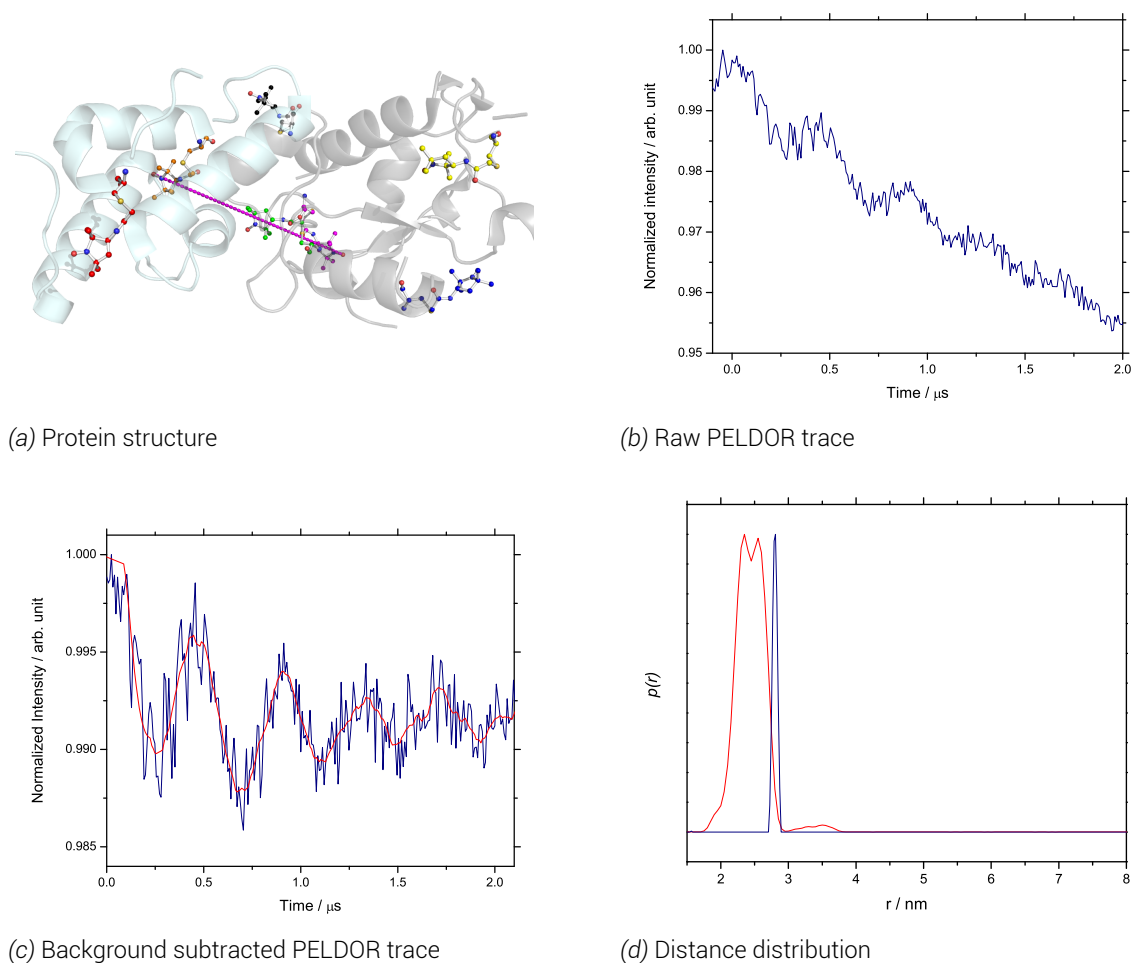 (a) Protein structure
1.00
0.99
0.98
0.97
0.96
0.95
Normalized intensity / arb. unit
0.0
0.5
1.0
1.5
2.0
Time / μs
(b) Raw PELDOR trace
1.000
0.995
0.990
0.985
Normalized Intensity / arb. unit
0.0
0.5
1.0
1.5
2.0
Time / μs
(c) Background subtracted PELDOR trace
p(r)
2
3
4
5
6
7
8
r / nm
(d) Distance distribution